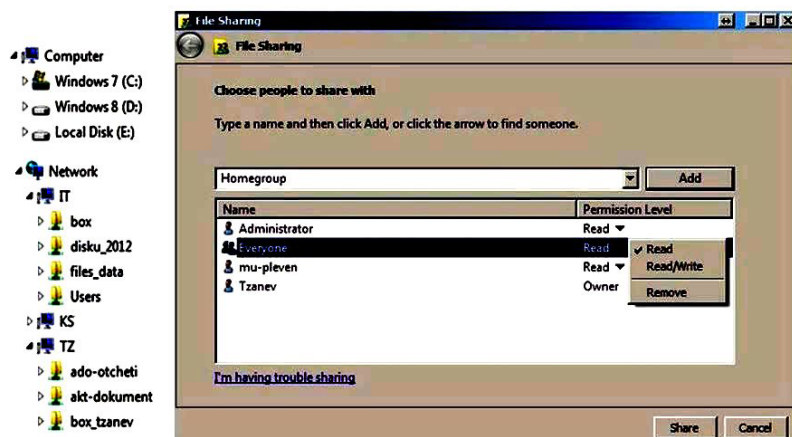 Computer
Windows 7 (C:)
Windows 8 (D:)
Local Disk (E:)
Network
IT
box
disku_2012
files_data
Users
KS
TZ
ado-otcheti
akt-dokument
box_tzanev
File Sharing
File Sharing
Choose people to share with
Type a name and then click Add, or click the arrow to find someone.
Homegroup Add
Name Permission Level
Administrator Read
Everyone Read
mu-pleven Read
Tzanev Owner
Read
Read/Write
Remove
I'm having trouble sharing
Share Cancel